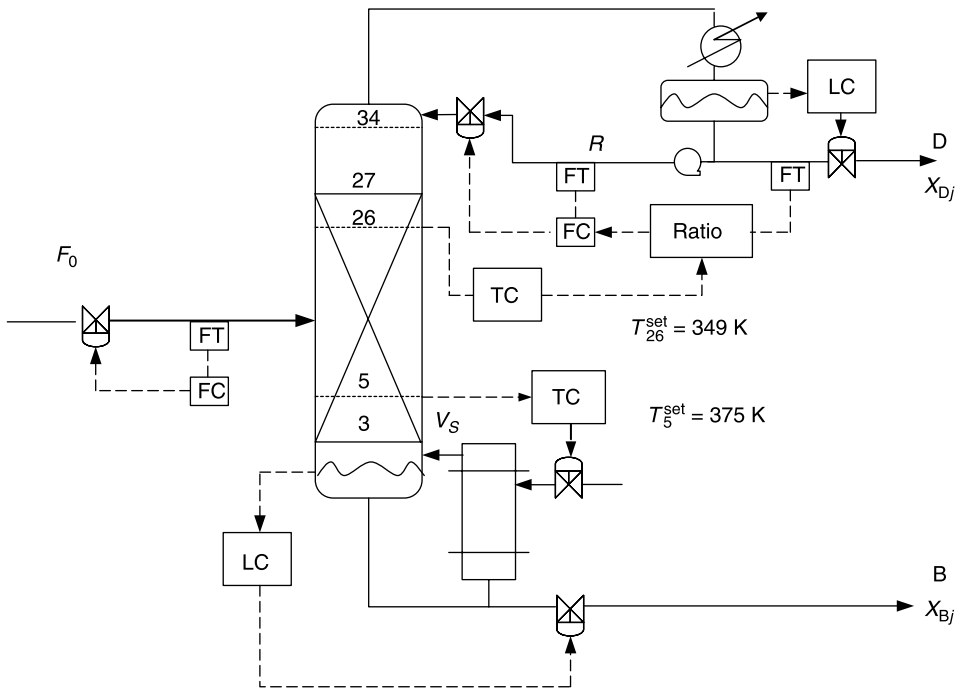 LC
34
R
D
FT
FT
X_Dj
27
26
FC
Ratio
F_0
TC
T_26^set = 349 K
FT
FC
5
TC
3
V_S
T_5^set = 375 K
LC
B
X_Bj